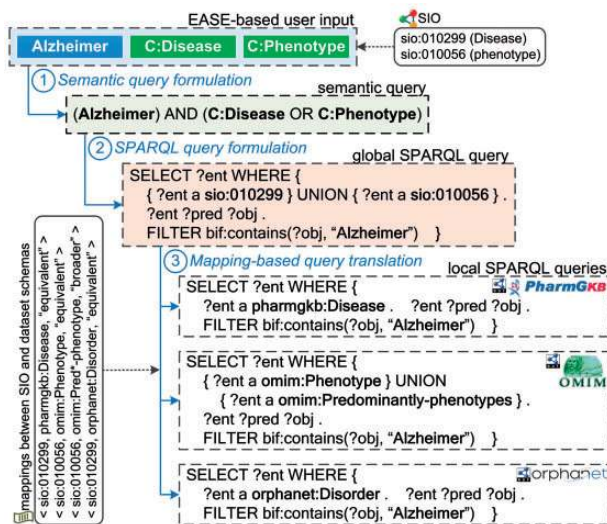 EASE-based user input
Alzheimer
C:Disease
C:Phenotype
SIO
sio:010299 (Disease)
sio:010056 (phenotype)
1 Semantic query formulation
semantic query
(Alzheimer) AND (C:Disease OR C:Phenotype)
2 SPARQL query formulation
global SPARQL query
SELECT ?ent WHERE {
{ ?ent a sio:010299 } UNION { ?ent a sio:010056 } .
?ent ?pred ?obj .
FILTER bif:contains(?obj, “Alzheimer”) }
3 Mapping-based query translation
local SPARQL queries
mappings between SIO and dataset schemas
< sio:010299, pharmgkb:Disease, "equivalent" >
< sio:010056, omim:Phenotype, "equivalent" >
< sio:010056, omim:Pred*-phenotype, "broader" >
< sio:010299, orphanet:Disorder, "equivalent" >
SELECT ?ent WHERE {
PharmGKB
?ent a pharmgkb:Disease . ?ent ?pred ?obj .
FILTER bif:contains(?obj, “Alzheimer”) }
SELECT ?ent WHERE {
OMIM
{ ?ent a omim:Phenotype } UNION
{ ?ent a omim:Predominantly-phenotypes } .
?ent ?pred ?obj .
FILTER bif:contains(?obj, “Alzheimer”) }
SELECT ?ent WHERE {
orphanet
?ent a orphanet:Disorder . ?ent ?pred ?obj .
FILTER bif:contains(?obj, “Alzheimer”) }